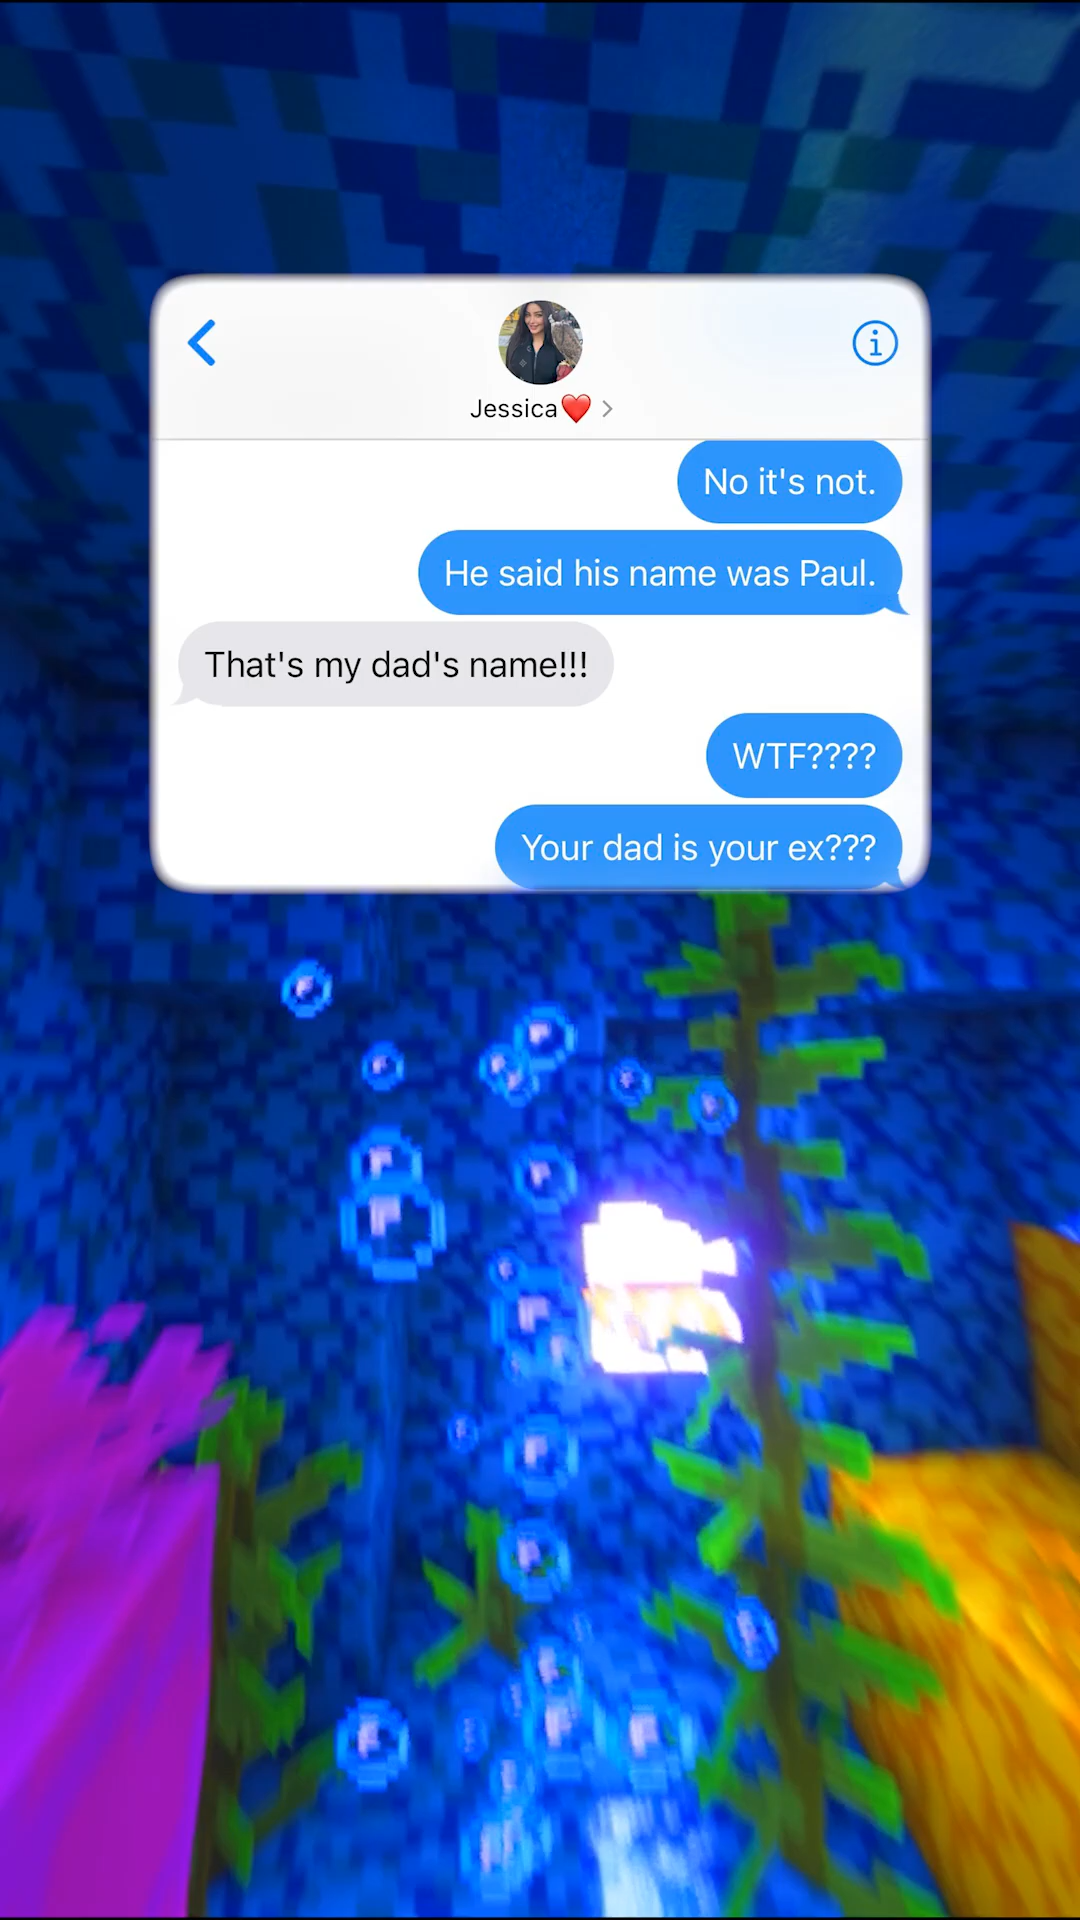 Jessica❤️
No it's not.
He said his name was Paul.
That's my dad's name!!!
WTF????
Your dad is your ex???